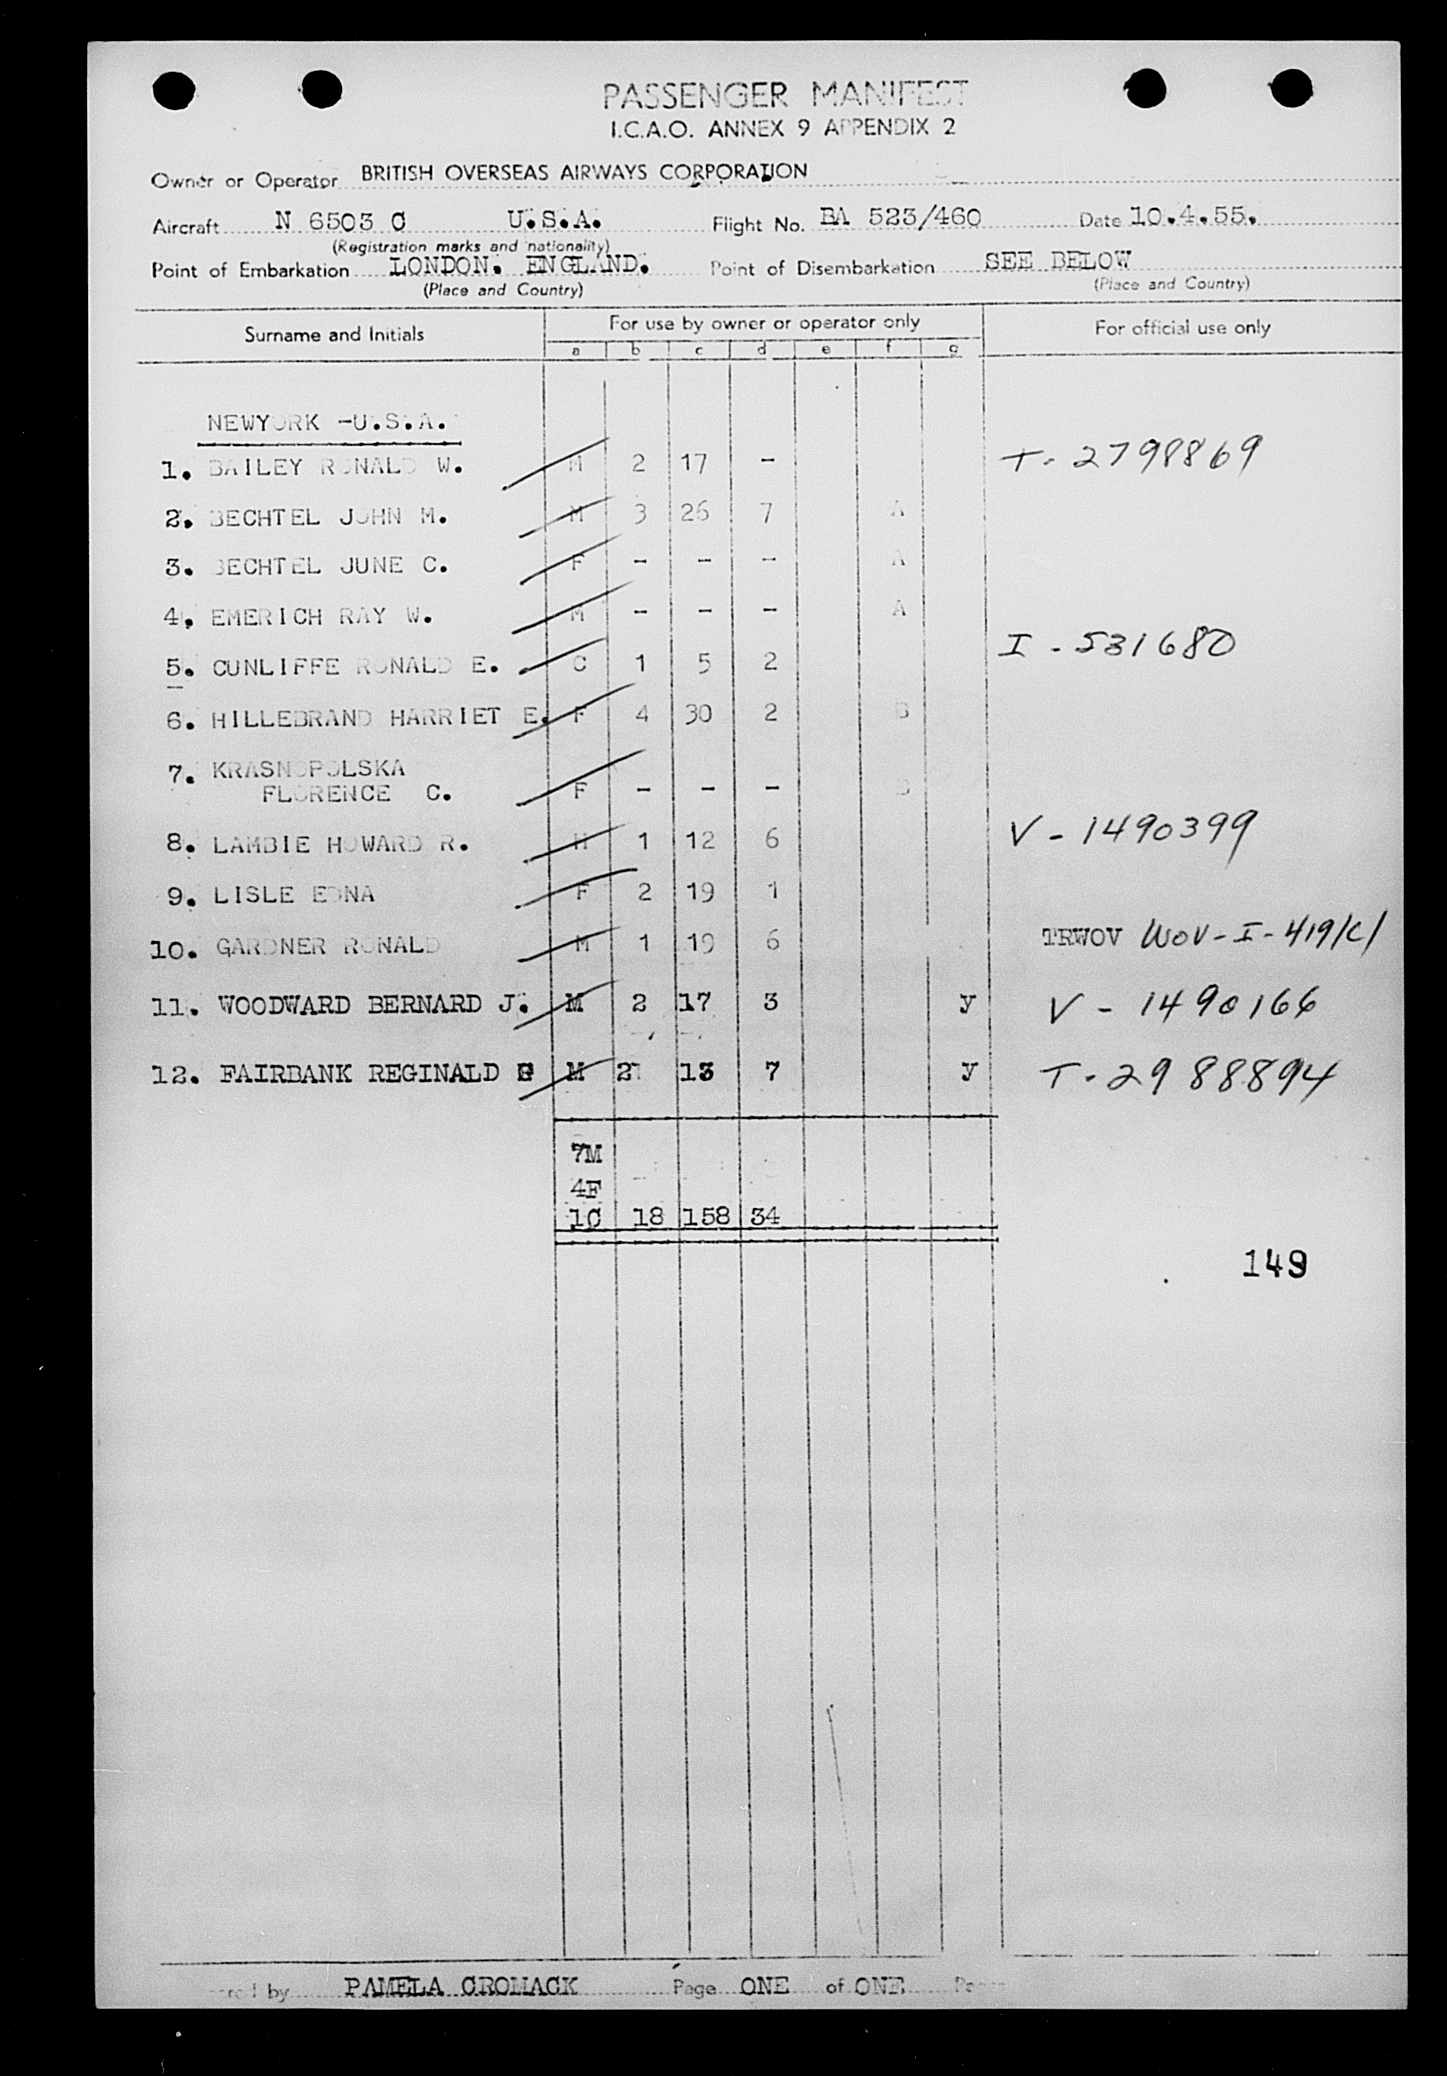 PASSENGER MANIFEST
I.C.A.O. ANNEX 9 APPENDIX 2
Owner or Operator BRITISH OVERSEAS AIRWAYS CORPORATION
Aircraft N 6503 C U.S.A. Flight No. BA 523/460 Date 10.4.55.
(Registration marks and nationality)
Point of Embarkation LONDON. ENGLAND. Point of Disembarkation SEE BELOW
(Place and Country) (Place and Country)
Surname and Initials For use by owner or operator only For official use only
a b c d e f g
NEWYORK -U.S.A.
1. BAILEY RONALD W. M 2 17 - T- 2798869
2. BECHTEL JOHN M. M 3 26 7 A
3. BECHTEL JUNE C. F - - - A
4. EMERICH RAY W. M - - - A
5. CUNLIFFE RONALD E. C 1 5 2 I - 531680
6. HILLEBRAND HARRIET E. F 4 30 2 B
7. KRASNOPOLSKA
FLORENCE C. F - - - B
8. LAMBIE HOWARD R. M 1 12 6 V - 1490399
9. LISLE EDNA F 2 19 1
10. GARDNER RONALD M 1 19 6 TRWOV WOV-I-419/C/
11. WOODWARD BERNARD J. M 2 17 3 y V - 1490166
12. FAIRBANK REGINALD M 2 13 7 y T-2988894
7M
4F
1C 18 158 34
149
by PAMELA CROMACK Page ONE of ONE